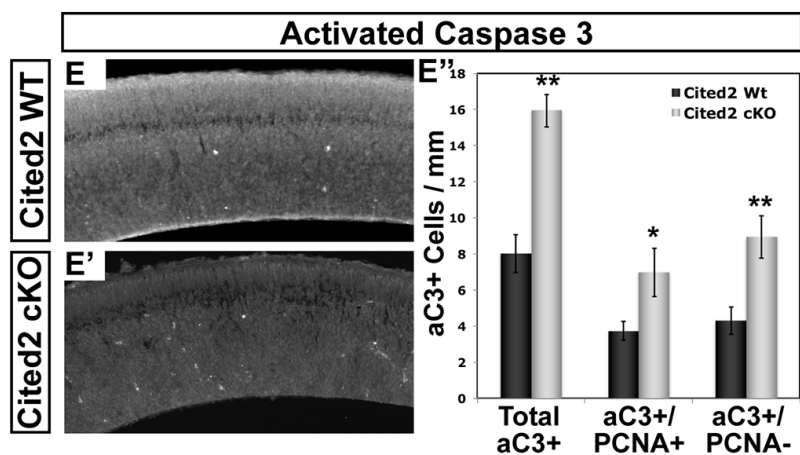 Activated Caspase 3
Cited2 WT
E
Cited2 cKO
E'
E''
aC3+ Cells / mm
18
16
14
12
10
8
6
4
2
0
Cited2 Wt
Cited2 cKO
**
*
**
Total
aC3+
aC3+/
PCNA+
aC3+/
PCNA-